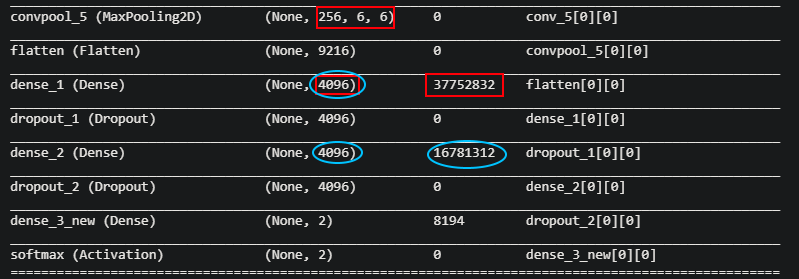 convpool_5 (MaxPooling2D) (None, 256, 6, 6) 0 conv_5[0][0]
flatten (Flatten) (None, 9216) 0 convpool_5[0][0]
dense_1 (Dense) (None, 4096) 37752832 flatten[0][0]
dropout_1 (Dropout) (None, 4096) 0 dense_1[0][0]
dense_2 (Dense) (None, 4096) 16781312 dropout_1[0][0]
dropout_2 (Dropout) (None, 4096) 0 dense_2[0][0]
dense_3_new (Dense) (None, 2) 8194 dropout_2[0][0]
softmax (Activation) (None, 2) 0 dense_3_new[0][0]